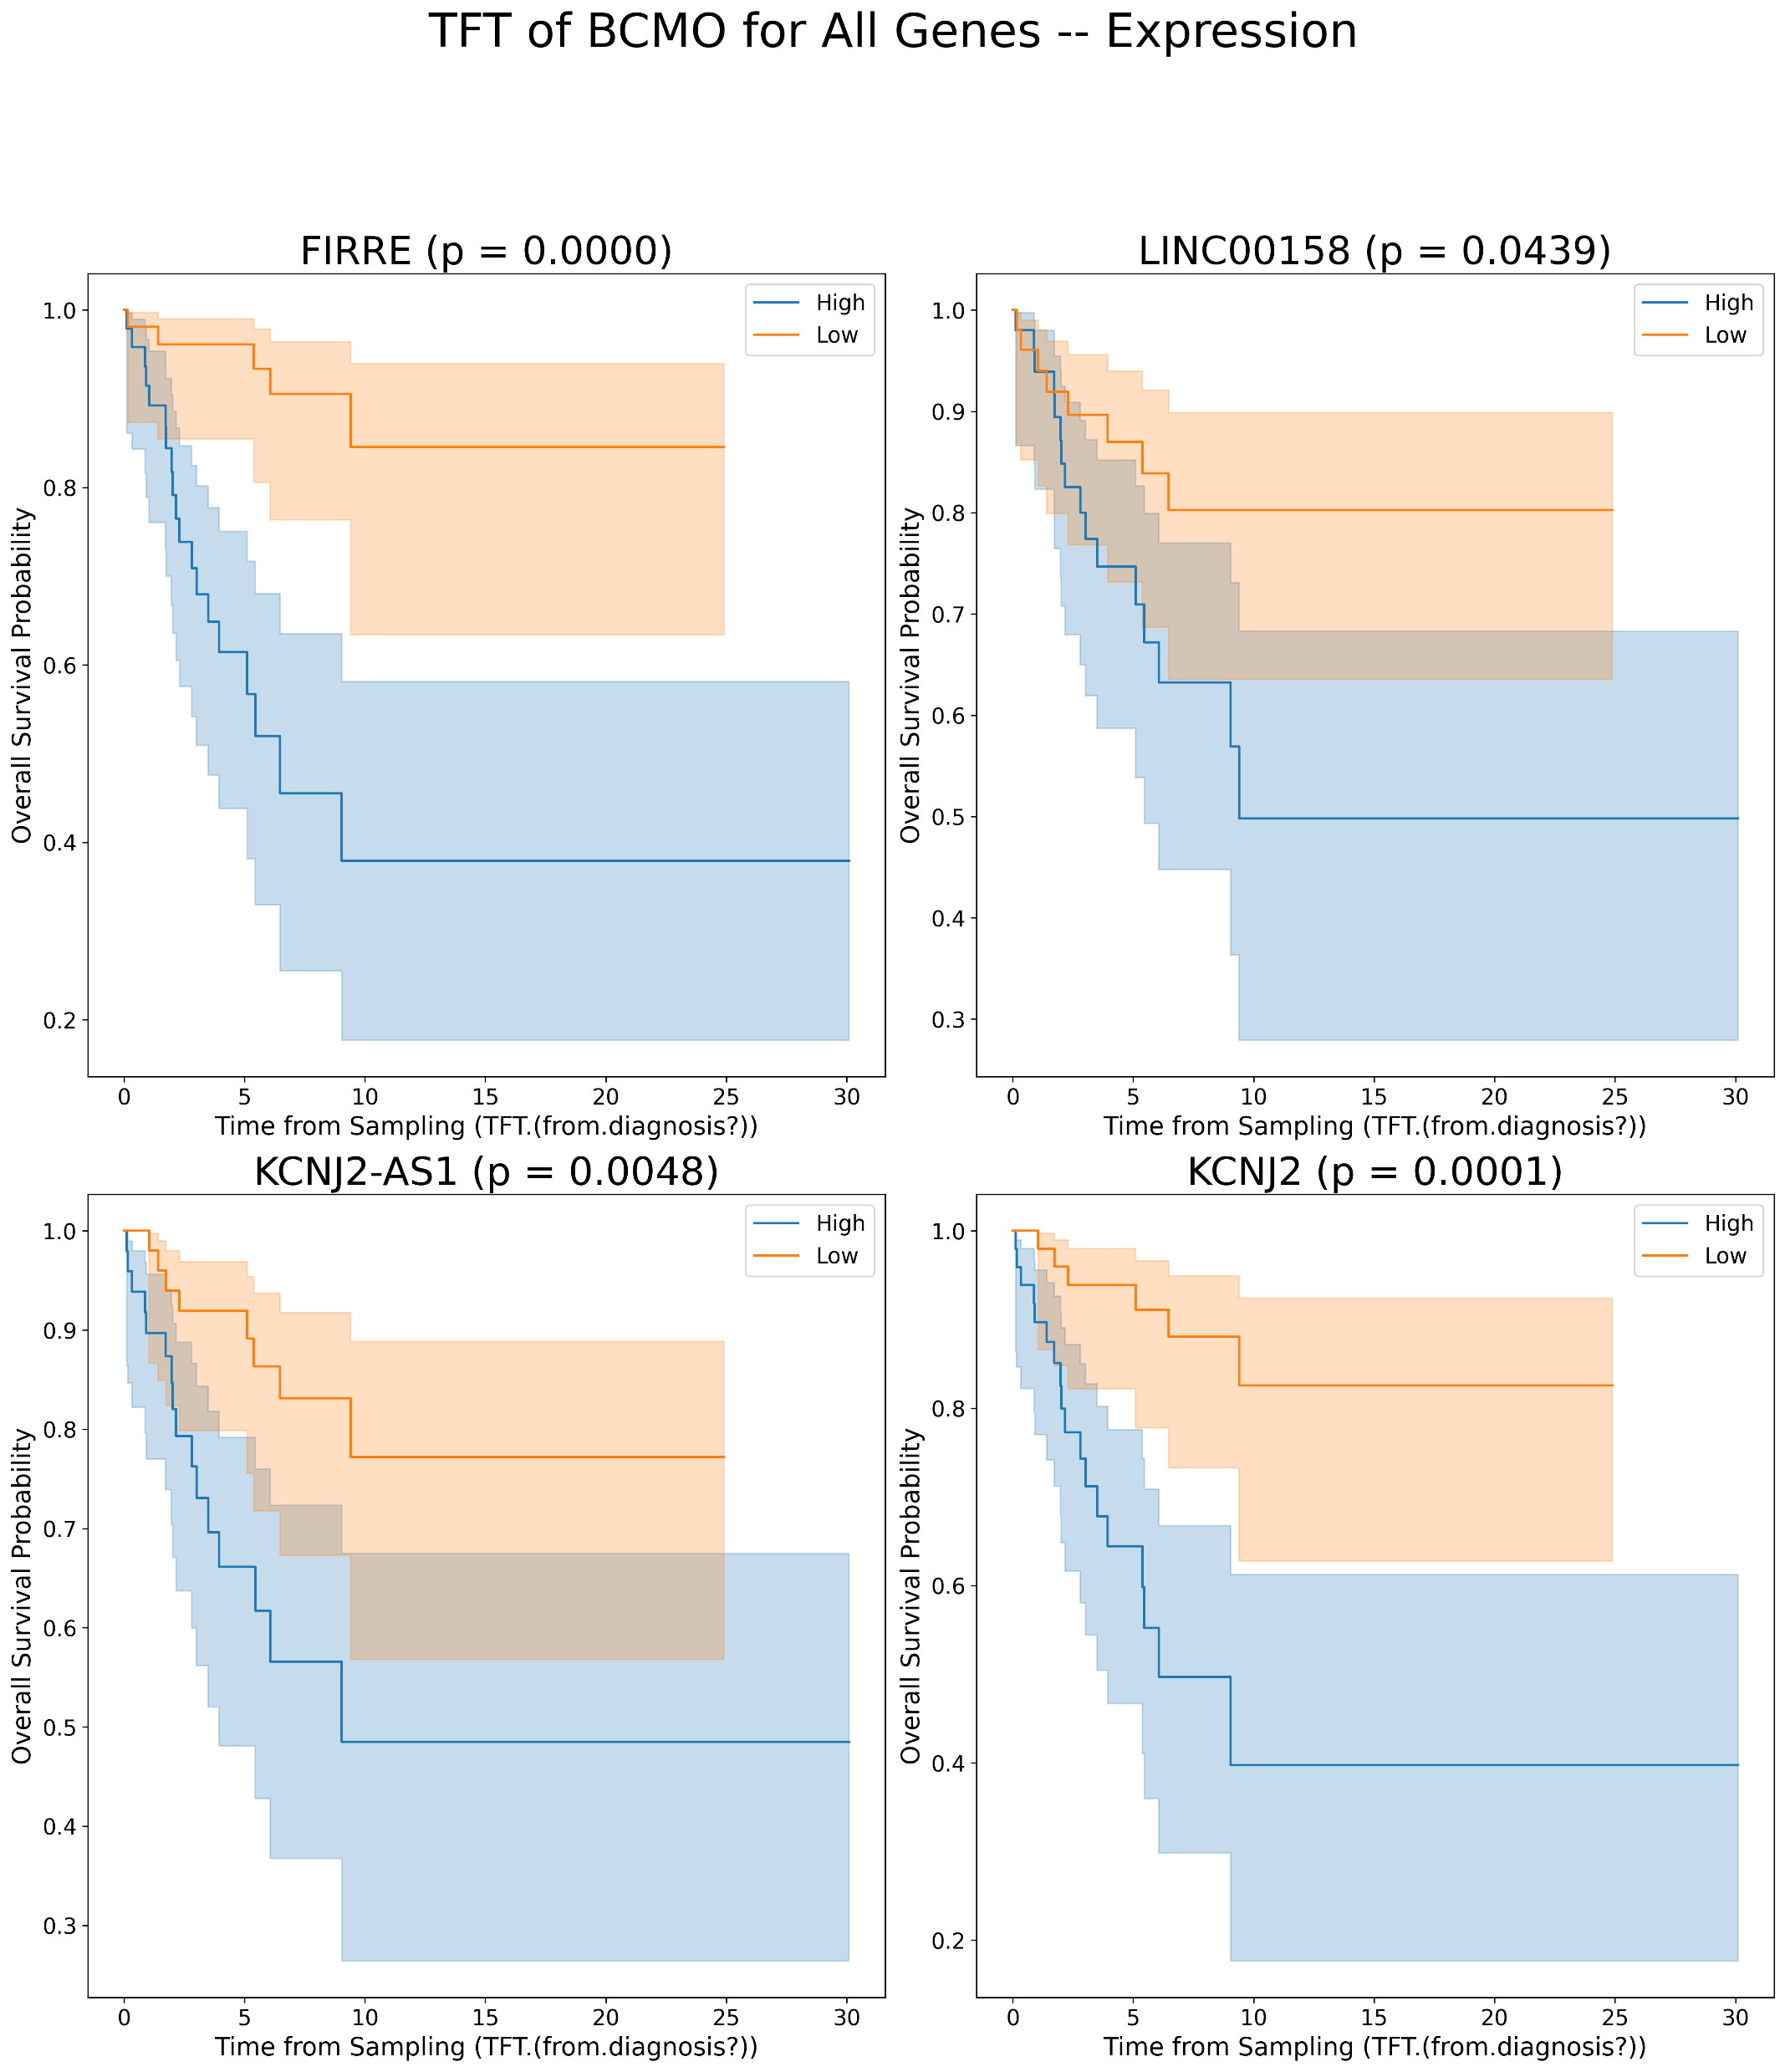 TFT of BCMO for All Genes -- Expression
FIRRE (p = 0.0000)
High
Low
1.0
0.8
0.6
0.4
0.2
Overall Survival Probability
0 5 10 15 20 25 30
Time from Sampling (TFT.(from.diagnosis?))
LINC00158 (p = 0.0439)
High
Low
1.0
0.9
0.8
0.7
0.6
0.5
0.4
0.3
Overall Survival Probability
0 5 10 15 20 25 30
Time from Sampling (TFT.(from.diagnosis?))
KCNJ2-AS1 (p = 0.0048)
High
Low
1.0
0.9
0.8
0.7
0.6
0.5
0.4
0.3
Overall Survival Probability
0 5 10 15 20 25 30
Time from Sampling (TFT.(from.diagnosis?))
KCNJ2 (p = 0.0001)
High
Low
1.0
0.8
0.6
0.4
0.2
Overall Survival Probability
0 5 10 15 20 25 30
Time from Sampling (TFT.(from.diagnosis?))